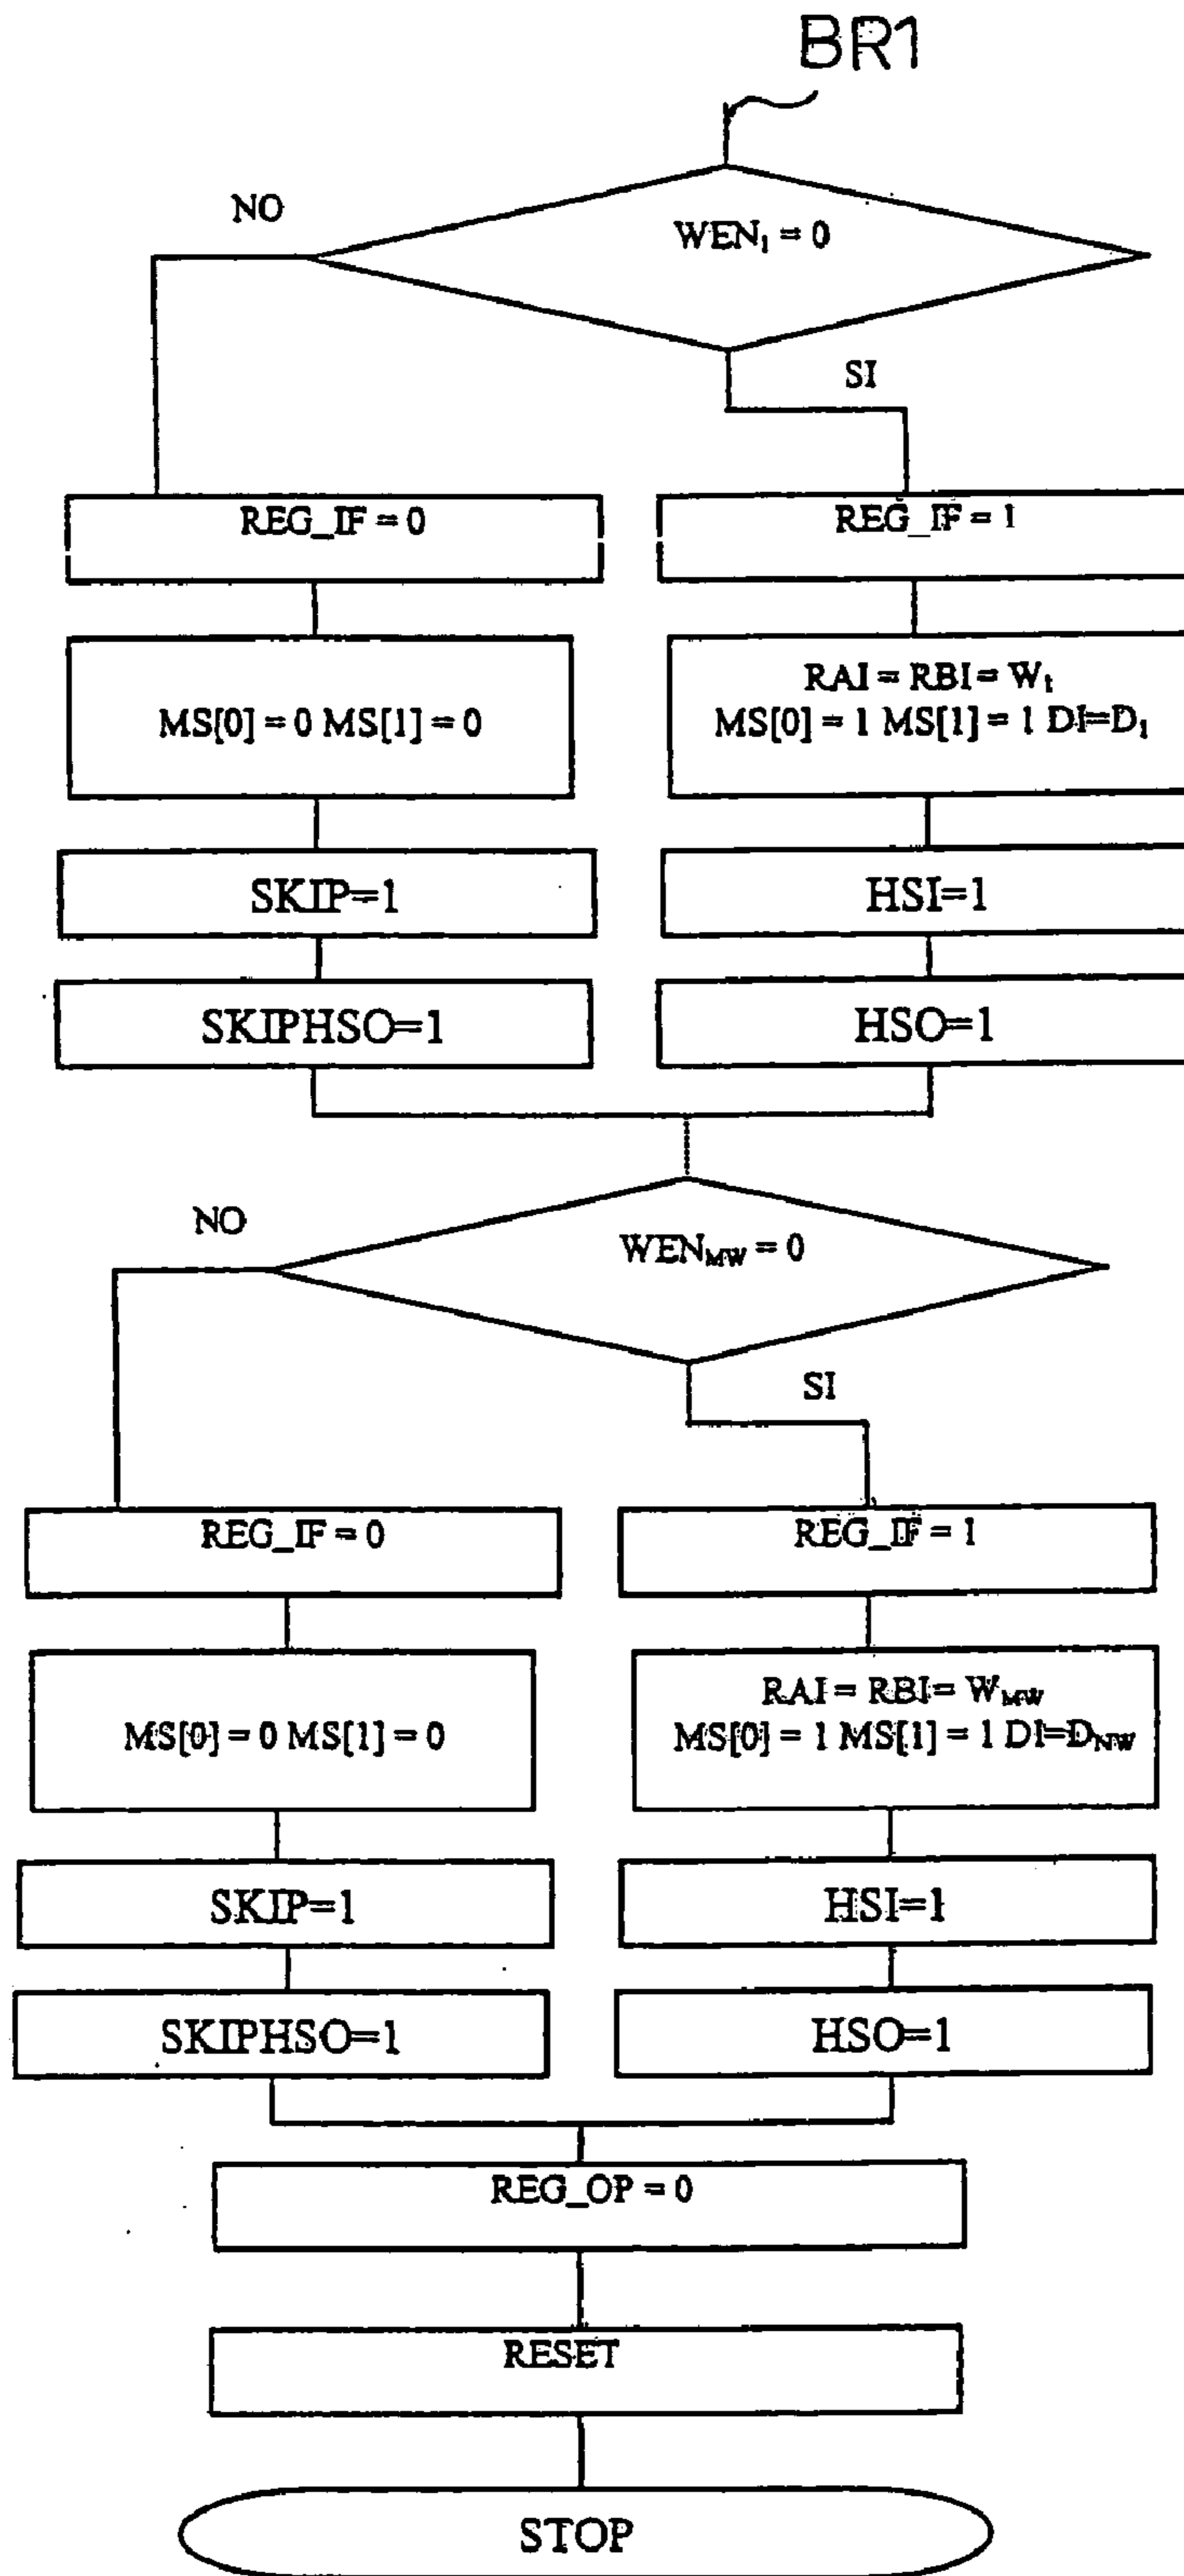 BR1
WEN₁ = 0
NO
SI
REG_IF = 0
REG_IF = 1
MS[0] = 0 MS[1] = 0
RAI = RBI = W₁
MS[0] = 1 MS[1] = 1 DI=D₁
SKIP=1
HSI=1
SKIPHSO=1
HSO=1
WEN_MW = 0
NO
SI
REG_IF = 0
REG_IF = 1
MS[0] = 0 MS[1] = 0
RAI = RBI = W_MW
MS[0] = 1 MS[1] = 1 DI=D_NW
SKIP=1
HSI=1
SKIPHSO=1
HSO=1
REG_OP = 0
RESET
STOP